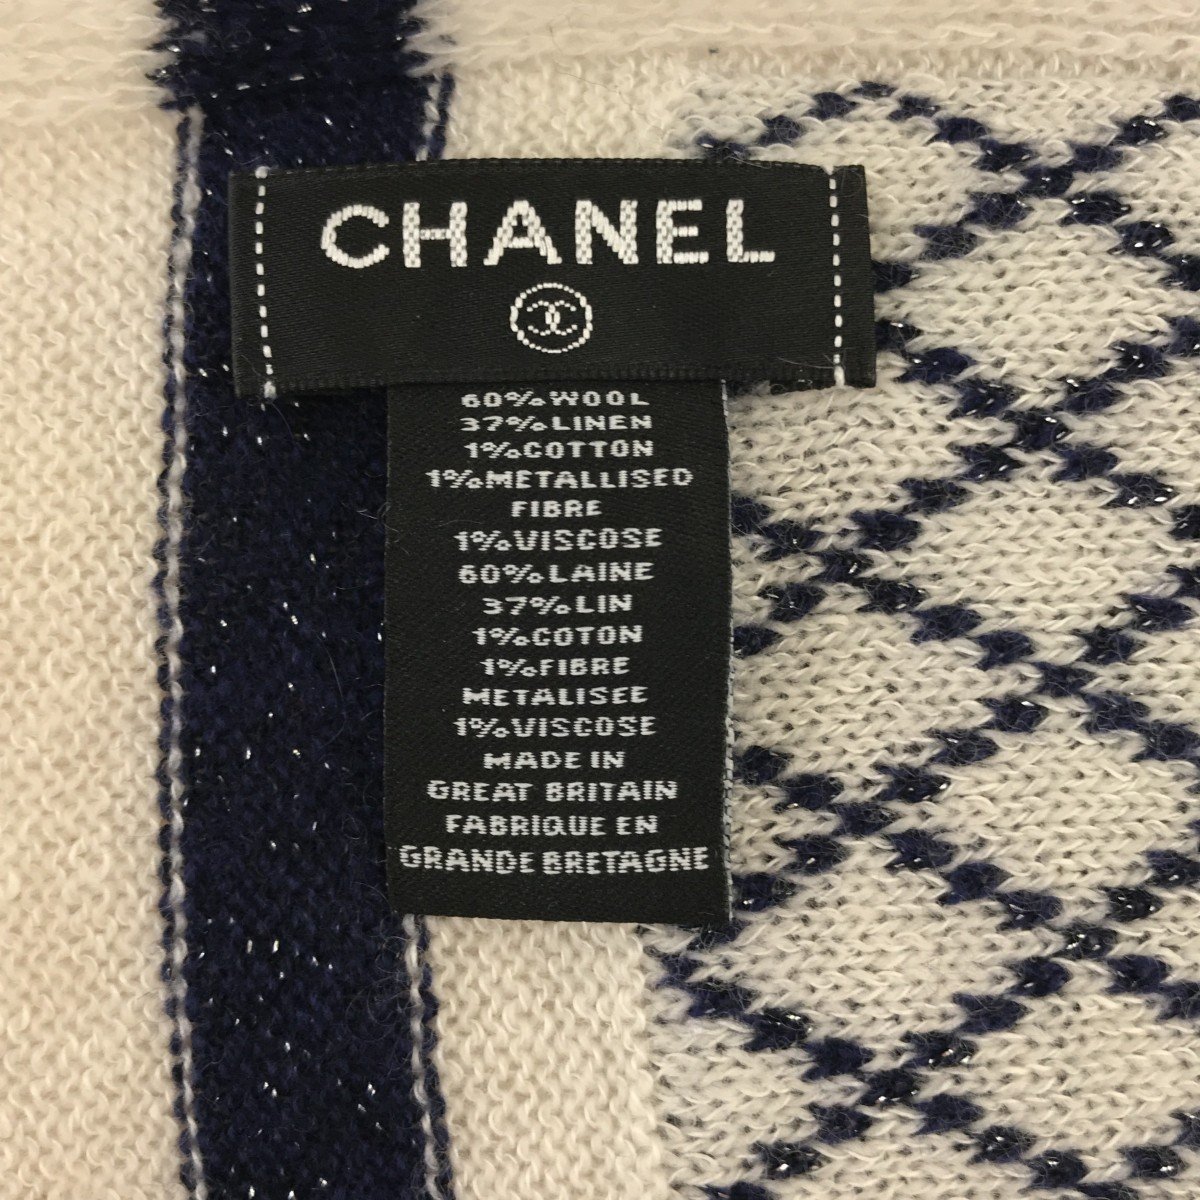 CHANEL
60% WOOL
37% LINEN
1% COTTON
1% METALLISED
FIBRE
1% VISCOSE
60% LAINE
37% LIN
1% COTON
1% FIBRE
METALISEE
1% VISCOSE
MADE IN
GREAT BRITAIN
FABRIQUE EN
GRANDE BRETAGNE